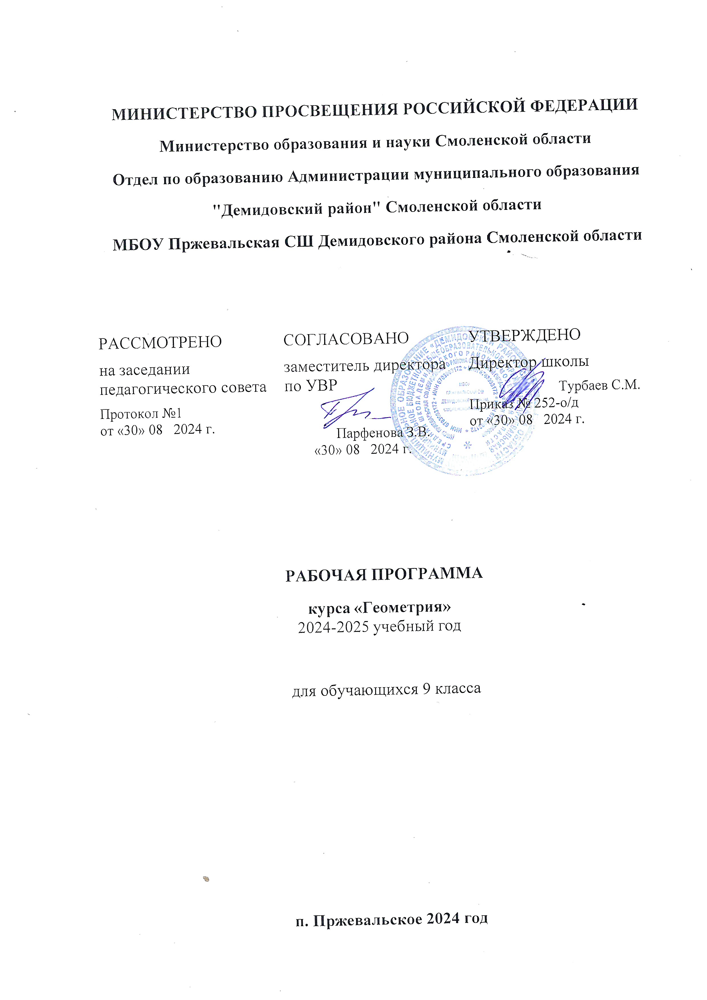 МИНИСТЕРСТВО ПРОСВЕЩЕНИЯ РОССИЙСКОЙ ФЕДЕРАЦИИ
Министерство образования и науки Смоленской области
Отдел по образованию Администрации муниципального образования
"Демидовский район" Смоленской области
МБОУ Пржевальская СШ Демидовского района Смоленской области
РАССМОТРЕНО
на заседании
педагогического совета
Протокол №1
от «30» 08 2024 г.
СОГЛАСОВАНО
заместитель директора
по УВР
Парфенова З.В.
«30» 08 2024 г.
УТВЕРЖДЕНО
Директор школы
Турбаев С.М.
Приказ № 252-о/д
от «30» 08 2024 г.
РАБОЧАЯ ПРОГРАММА
курса «Геометрия»
2024-2025 учебный год
для обучающихся 9 класса
п. Пржевальское 2024 год